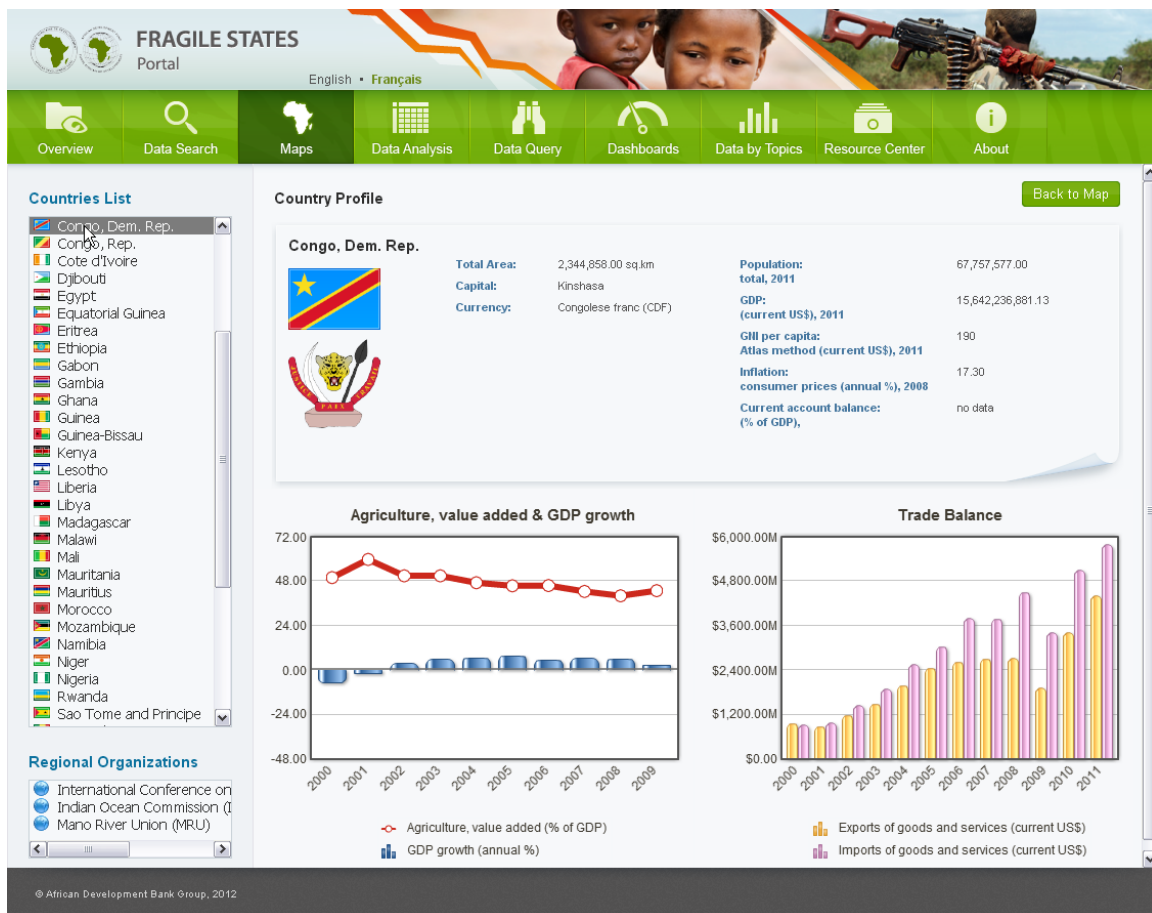 FRAGILE STATES
Portal
English • Français
Overview
Data Search
Maps
Data Analysis
Data Query
Dashboards
Data by Topics
Resource Center
About
Countries List
Congo, Dem. Rep.
Congo, Rep.
Cote d'Ivoire
Djibouti
Egypt
Equatorial Guinea
Eritrea
Ethiopia
Gabon
Gambia
Ghana
Guinea
Guinea-Bissau
Kenya
Lesotho
Liberia
Libya
Madagascar
Malawi
Mali
Mauritania
Mauritius
Morocco
Mozambique
Namibia
Niger
Nigeria
Rwanda
Sao Tome and Principe
Regional Organizations
International Conference on
Indian Ocean Commission (I
Mano River Union (MRU)
Country Profile
Back to Map
Congo, Dem. Rep.
JUSTICE PAIX TRAVAIL
Total Area: 2,344,858.00 sq.km
Capital: Kinshasa
Currency: Congolese franc (CDF)
Population: 67,757,577.00
total, 2011
GDP: 15,642,236,881.13
(current US$), 2011
GNI per capita: 190
Atlas method (current US$), 2011
Inflation: 17.30
consumer prices (annual %), 2008
Current account balance: no data
(% of GDP),
Agriculture, value added & GDP growth
72.00
48.00
24.00
0.00
-24.00
-48.00
2000 2001 2002 2003 2004 2005 2006 2007 2008 2009
Agriculture, value added (% of GDP)
GDP growth (annual %)
Trade Balance
$6,000.00M
$4,800.00M
$3,600.00M
$2,400.00M
$1,200.00M
$0.00
2000 2001 2002 2003 2004 2005 2006 2007 2008 2009 2010 2011
Exports of goods and services (current US$)
Imports of goods and services (current US$)
© African Development Bank Group, 2012